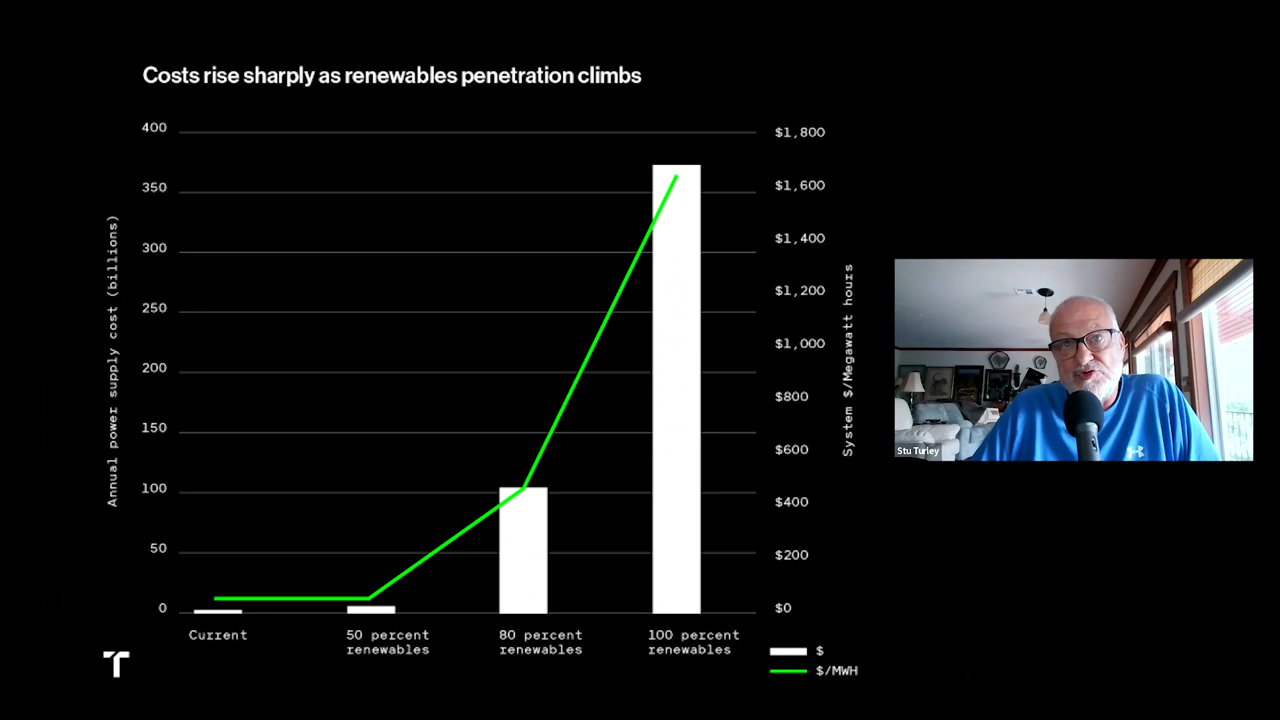 Costs rise sharply as renewables penetration climbs
400
350
300
250
200
150
100
50
0
Annual power supply cost (billions)
$1,800
$1,600
$1,400
$1,200
$1,000
$800
$600
$400
$200
$0
System $/Megawatt hours
Current
50 percent
renewables
80 percent
renewables
100 percent
renewables
$
$/MWH
Stu Turley